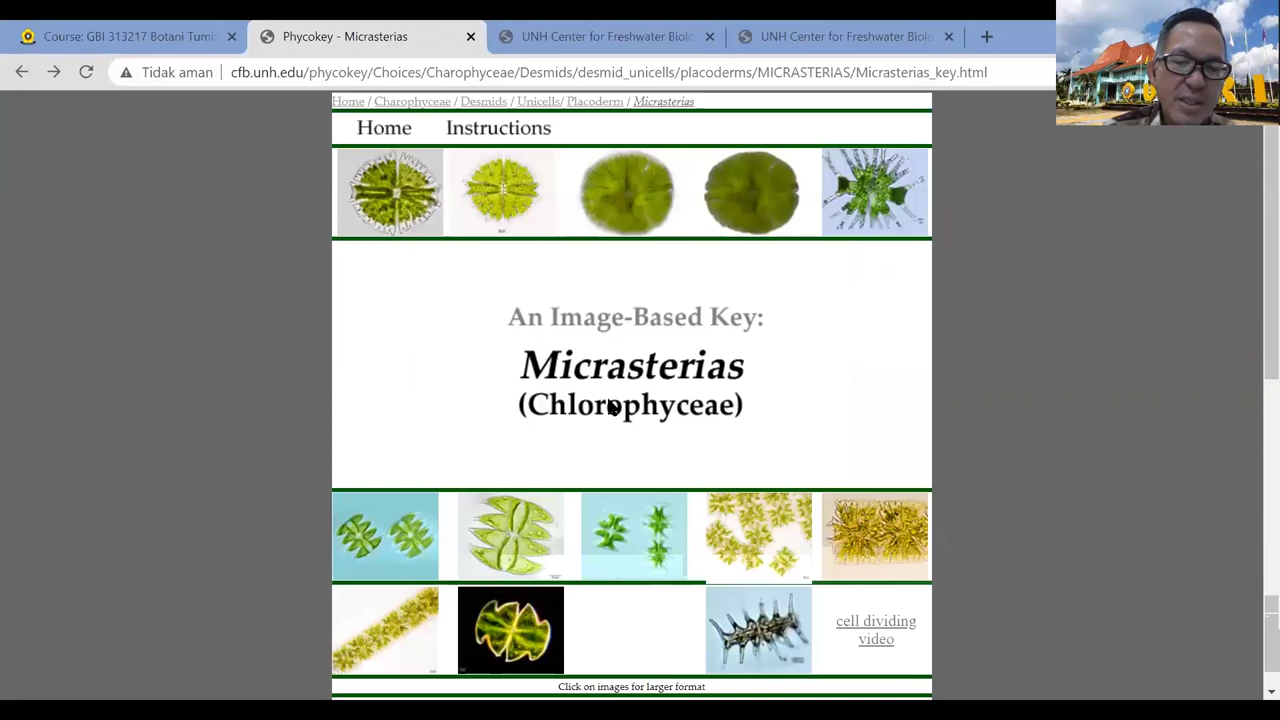 Course: GBI 313217 Botani Tumb
Phycokey - Micrasterias
UNH Center for Freshwater Biolo
UNH Center for Freshwater Biolo
Tidak aman
cfb.unh.edu/phycokey/Choices/Charophyceae/Desmids/desmid_unicells/placoderms/MICRASTERIAS/Micrasterias_key.html
Home / Charophyceae / Desmids / Unicells/ Placoderm / Micrasterias
Home Instructions
An Image-Based Key:
Micrasterias
(Chlorophyceae)
cell dividing
video
Click on images for larger format